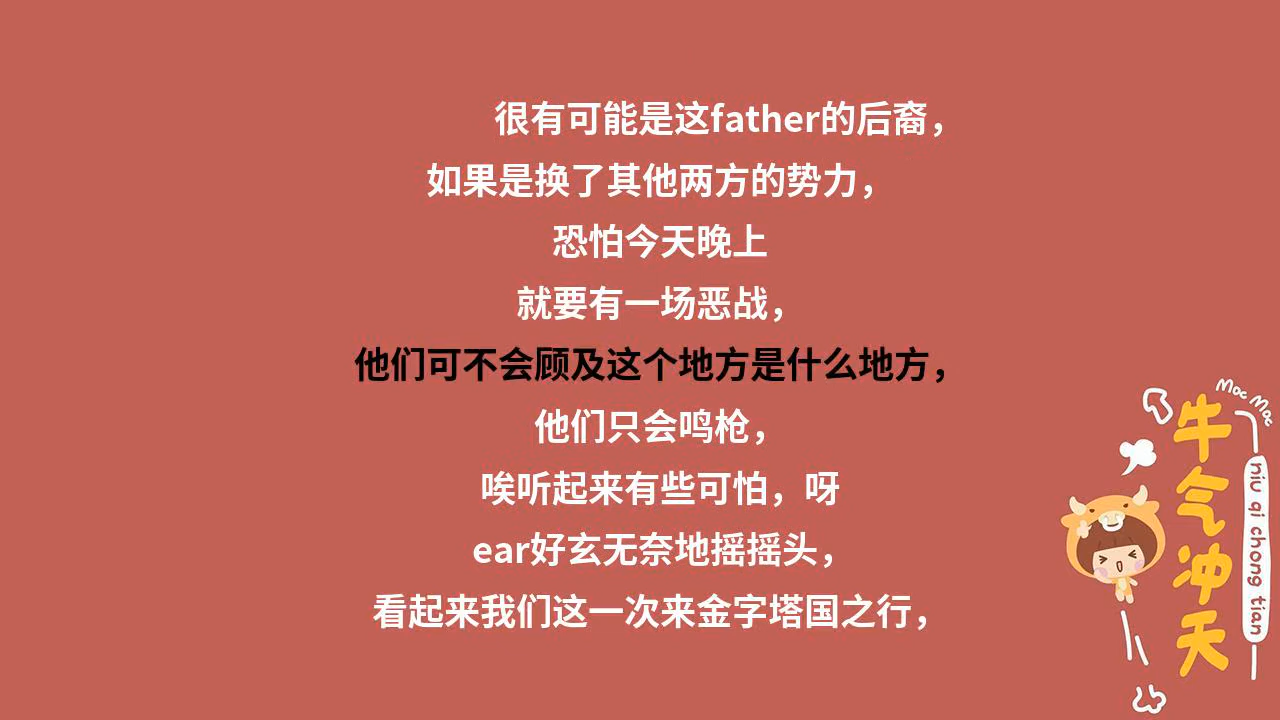 很有可能是这father的后裔，
如果是换了其他两方的势力，
恐怕今天晚上
就要有一场恶战，
他们可不会顾及这个地方是什么地方，
他们只会鸣枪，
唉听起来有些可怕，呀
ear好玄无奈地摇摇头，
看起来我们这一次来金字塔国之行，
Moc Moc
牛气冲天
niu qi chong tian